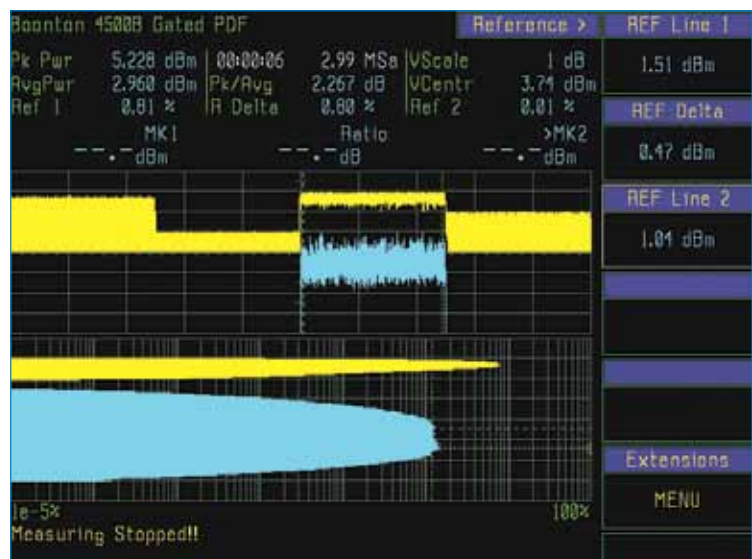 Boonton 4500B Gated PDF
Reference >
Pk Pwr 5.228 dBm 00:00:06 2.99 MSa VScale 1 dB
AvgPwr 2.960 dBm Pk/Avg 2.267 dB VCentr 3.74 dBm
Ref 1 0.81 % R Delta 0.80 % Ref 2 0.01 %
MK1 Ratio >MK2
--.-dBm --.-dB --.-dBm
REF Line 1
1.51 dBm
REF Delta
0.47 dBm
REF Line 2
1.04 dBm
Extensions
MENU
1e-5% 100%
Measuring Stopped!!